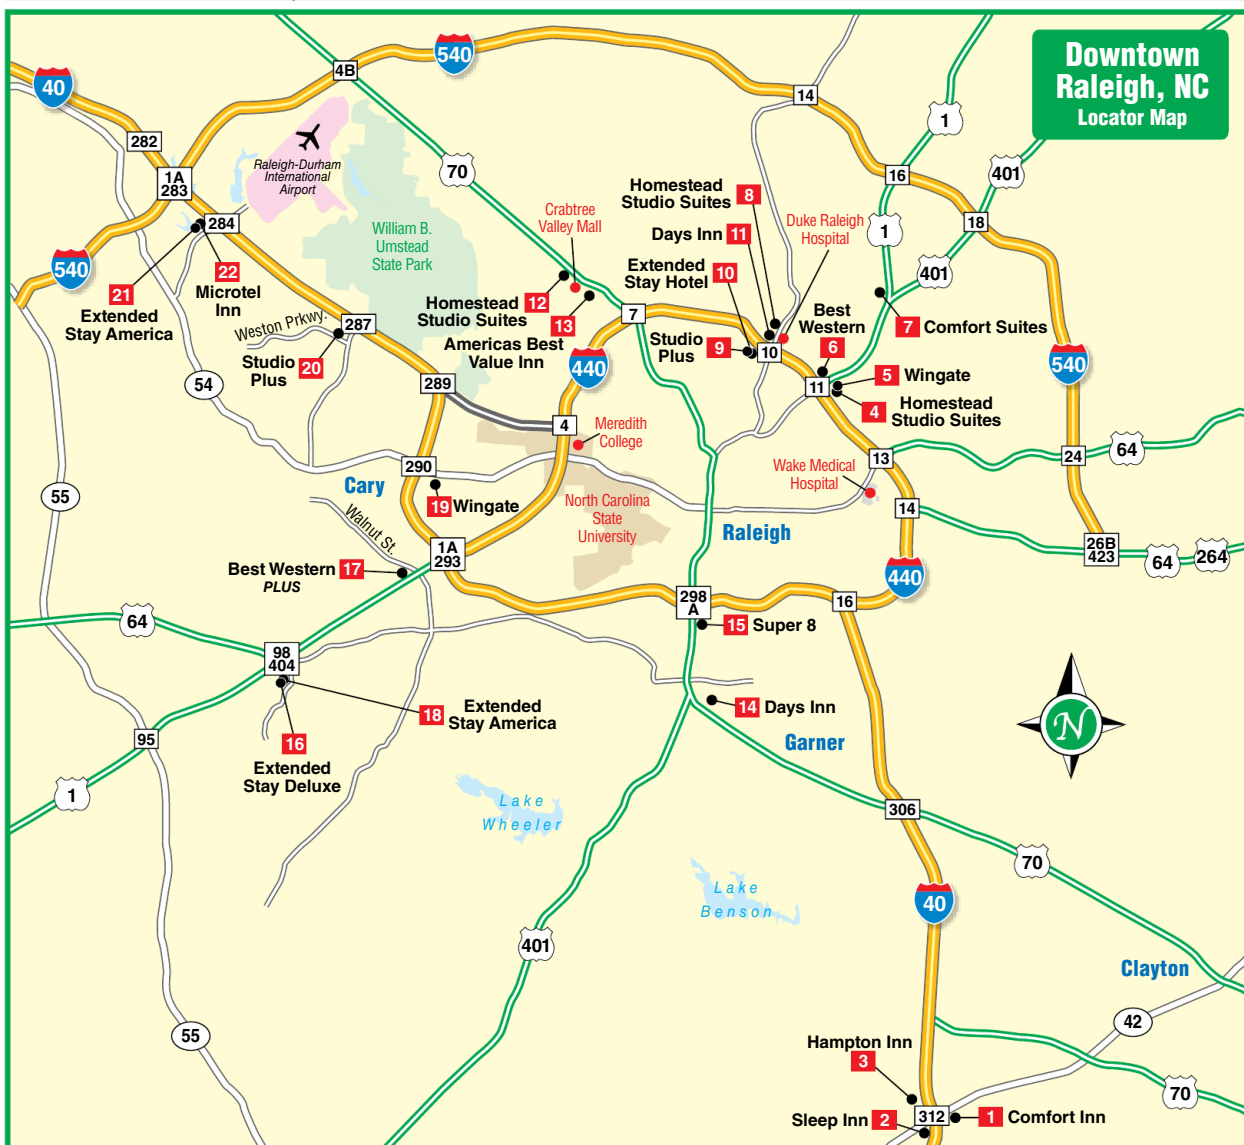 Downtown
Raleigh, NC
Locator Map
40
540
4B
282
1A
283
284
70
14
1
16
401
18
1
401
540
Raleigh-Durham
International
Airport
William B.
Umstead
State Park
Crabtree
Valley Mall
Homestead
Studio Suites
8
Days Inn 11
Extended
Stay Hotel
10
Duke Raleigh
Hospital
21
Extended
Stay America
22
Microtel
Inn
Homestead
Studio Suites
12
13
Americas Best
Value Inn
7
Studio
Plus
9
10
Best
Western
6
7 Comfort Suites
Weston Prkwy.
287
Studio
Plus
20
440
11
5 Wingate
4 Homestead
Studio Suites
540
54
289
4
Meredith
College
13
64
24
290
Cary
19 Wingate
Wake Medical
Hospital
55
North Carolina
State
University
Raleigh
14
Walnut St.
1A
293
26B
423
64
264
Best Western
PLUS
17
440
298
A
16
64
15 Super 8
98
404
18
Extended
Stay America
14 Days Inn
Garner
N
95
16
Extended
Stay Deluxe
1
Lake
Wheeler
306
70
Lake
Benson
40
401
Clayton
55
42
Hampton Inn
3
70
Sleep Inn 2
312
1 Comfort Inn